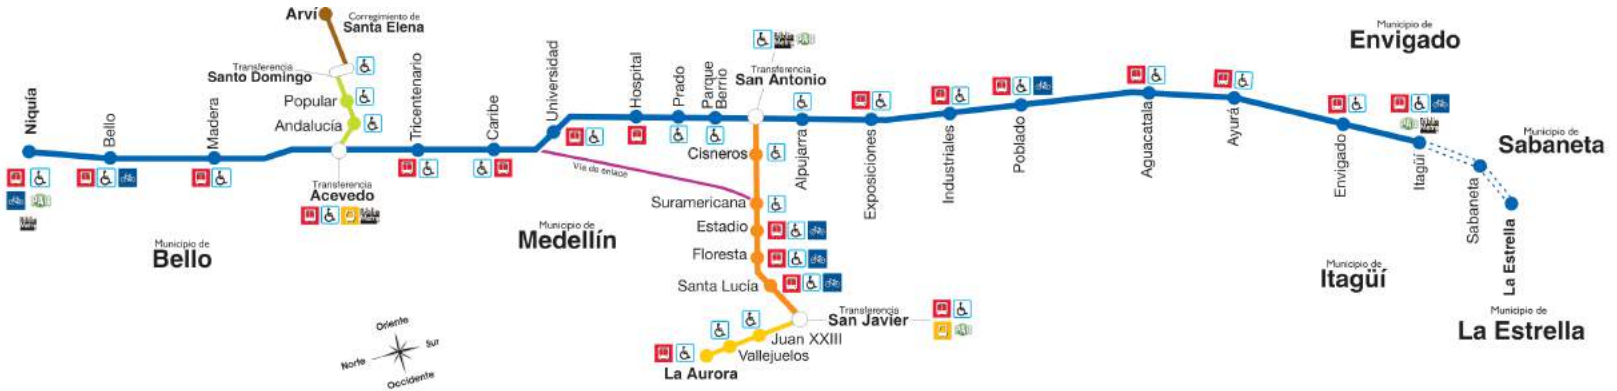 Arví
Corregimiento de
Santa Elena
Transferencia
Santo Domingo
Popular
Andalucía
Niquía
Bello
Madera
Transferencia
Acevedo
Tricentenario
Caribe
Universidad
Hospital
Prado
Parque
Berrio
Transferencia
San Antonio
Cisneros
Vía de enlace
Suramericana
Estadio
Floresta
Santa Lucía
Transferencia
San Javier
Juan XXIII
Vallejuelos
La Aurora
Alpujarra
Exposiciones
Industriales
Poblado
Aguacatala
Ayurá
Envigado
Itagüí
Sabaneta
La Estrella
Municipio de
Bello
Municipio de
Medellín
Municipio de
Envigado
Municipio de
Sabaneta
Municipio de
Itagüí
Municipio de
La Estrella
Oriente
Norte
Sur
Occidente